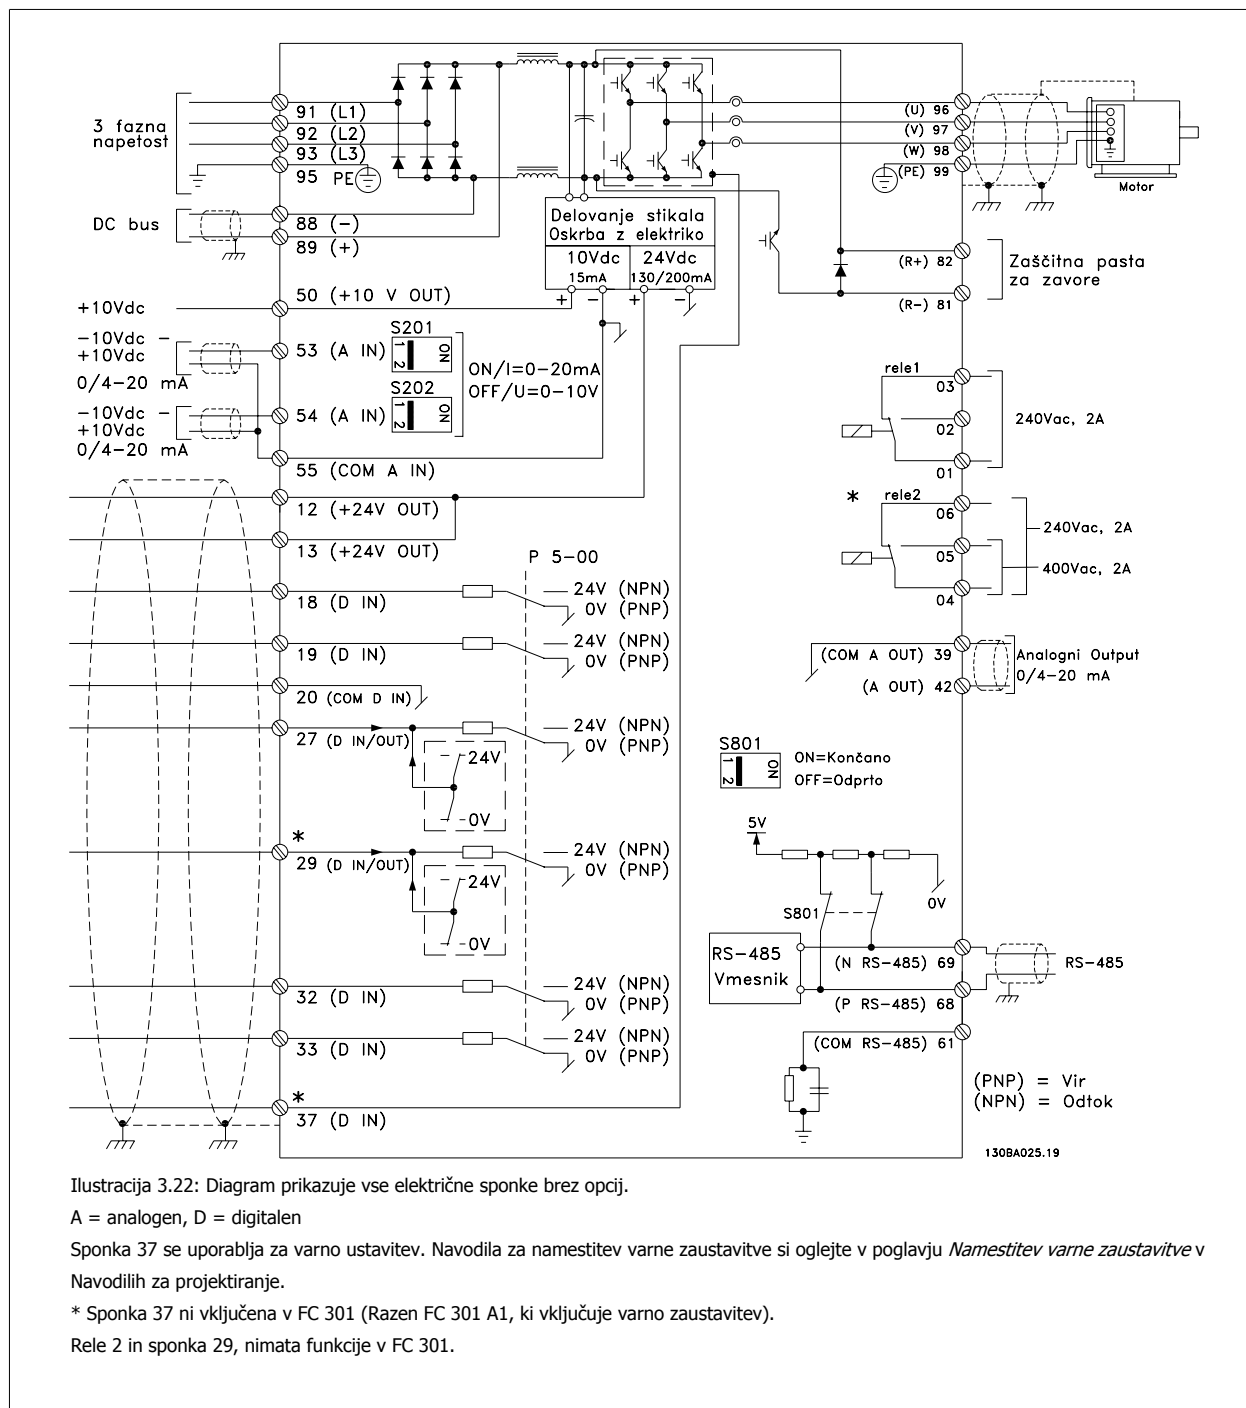 3 fazna
napetost
91 (L1)
92 (L2)
93 (L3)
95 PE
DC bus
88 (−)
89 (+)
+10Vdc
50 (+10 V OUT)
−10Vdc −
+10Vdc
0/4−20 mA
53 (A IN)
S201
1 2
ON
−10Vdc −
+10Vdc
0/4−20 mA
54 (A IN)
S202
1 2
ON
ON/I=0−20mA
OFF/U=0−10V
55 (COM A IN)
12 (+24V OUT)
13 (+24V OUT)
Delovanje stikala
Oskrba z elektriko
10Vdc
15mA
24Vdc
130/200mA
+ − + −
P 5-00
18 (D IN)
24V (NPN)
0V (PNP)
19 (D IN)
24V (NPN)
0V (PNP)
20 (COM D IN)
27 (D IN/OUT)
24V (NPN)
0V (PNP)
24V
0V
*
29 (D IN/OUT)
24V (NPN)
0V (PNP)
24V
0V
32 (D IN)
24V (NPN)
0V (PNP)
33 (D IN)
24V (NPN)
0V (PNP)
*
37 (D IN)
(U) 96
(V) 97
(W) 98
(PE) 99
Motor
(R+) 82
(R−) 81
Zaščitna pasta
za zavore
rele1
03
02
01
240Vac, 2A
*
rele2
06
05
04
240Vac, 2A
400Vac, 2A
(COM A OUT) 39
(A OUT) 42
Analogni Output
0/4−20 mA
S801
1 2
ON
ON=Končano
OFF=Odprto
5V
S801
0V
RS−485
Vmesnik
(N RS−485) 69
(P RS−485) 68
RS−485
(COM RS−485) 61
(PNP) = Vir
(NPN) = Odtok
130BA025.19
Ilustracija 3.22: Diagram prikazuje vse električne sponke brez opcij.
A = analogen, D = digitalen
Sponka 37 se uporablja za varno ustavitev. Navodila za namestitev varne zaustavitve si oglejte v poglavju Namestitev varne zaustavitve v
Navodilih za projektiranje.
* Sponka 37 ni vključena v FC 301 (Razen FC 301 A1, ki vključuje varno zaustavitev).
Rele 2 in sponka 29, nimata funkcije v FC 301.